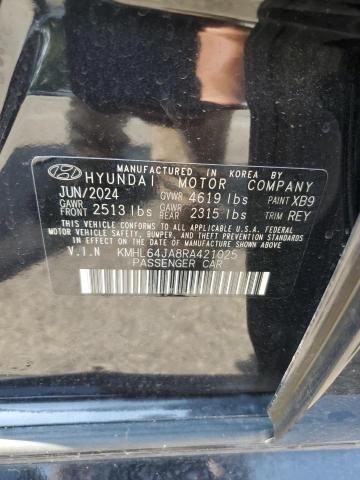 MANUFACTURED IN KOREA BY
HYUNDAI MOTOR COMPANY
JUN/2024 GVWR 4619 lbs PAINT XB9
GAWR FRONT 2513 lbs GAWR REAR 2315 lbs TRIM REY
THIS VEHICLE CONFORMS TO ALL APPLICABLE U.S.A. FEDERAL
MOTOR VEHICLE SAFETY, BUMPER, AND THEFT PREVENTION
STANDARDS IN EFFECT ON THE DATE OF MANUFACTURE SHOWN ABOVE.
V.I.N KMHL64JA8RA421025
PASSENGER CAR